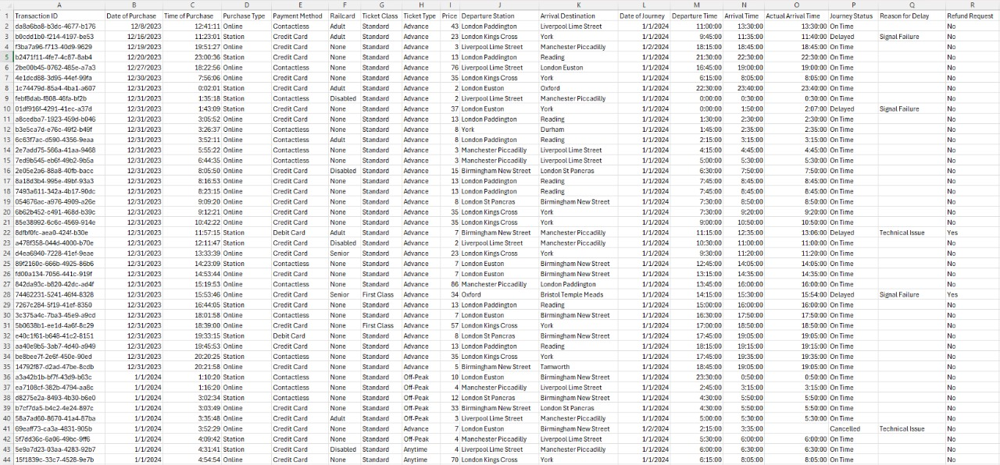 A B C D E F G H I J K L M N O P Q R
1 Transaction ID Date of Purchase Time of Purchase Purchase Type Payment Method Railcard Ticket Class Ticket Type Price Departure Station Arrival Destination Date of Journey Departure Time Arrival Time Actual Arrival Time Journey Status Reason for Delay Refund Request
2 da8a6ba8-b3dc-4677-b176 12/8/2023 12:41:11 Online Contactless Adult Standard Advance 43 London Paddington Liverpool Lime Street 1/1/2024 11:00:00 13:30:00 13:30:00 On Time No
3 b0cdd1b0-f214-4197-be53 12/16/2023 11:23:01 Station Credit Card Adult Standard Advance 23 London Kings Cross York 1/1/2024 9:45:00 11:35:00 11:40:00 Delayed Signal Failure No
4 f3ba7a96-f713-40d9-9629 12/19/2023 19:51:27 Online Credit Card None Standard Advance 3 Liverpool Lime Street Manchester Piccadilly 1/2/2024 18:15:00 18:45:00 18:45:00 On Time No
5 b2471f11-4fe7-4c87-8ab4 12/20/2023 23:00:36 Station Credit Card None Standard Advance 13 London Paddington Reading 1/1/2024 21:30:00 22:30:00 22:30:00 On Time No
6 2be00b45-0762-485e-a7a3 12/27/2023 18:22:56 Online Contactless None Standard Advance 76 Liverpool Lime Street London Euston 1/1/2024 16:45:00 19:00:00 19:00:00 On Time No
7 4e1dcd88-3d95-44ef-99fa 12/30/2023 7:56:06 Online Credit Card None Standard Advance 35 London Kings Cross York 1/1/2024 6:15:00 8:05:00 8:05:00 On Time No
8 1c74479d-85a4-4ba1-a607 12/31/2023 0:02:01 Station Credit Card Adult Standard Advance 2 London Euston Oxford 1/1/2024 22:30:00 23:40:00 23:40:00 On Time No
9 febf8dab-f808-46fa-bf2b 12/31/2023 1:35:18 Station Contactless Disabled Standard Advance 2 Liverpool Lime Street Manchester Piccadilly 1/1/2024 0:00:00 0:30:00 0:30:00 On Time No
10 01df916f-4291-41ec-a37d 12/31/2023 1:43:09 Station Credit Card None Standard Advance 37 London Euston York 1/1/2024 0:00:00 1:50:00 2:07:00 Delayed Signal Failure No
11 a8cedba7-1923-459d-b046 12/31/2023 3:05:52 Online Credit Card None Standard Advance 13 London Paddington Reading 1/1/2024 1:30:00 2:30:00 2:30:00 On Time No
12 b3e5ca7d-e76c-49f2-b49f 12/31/2023 3:26:37 Online Contactless None Standard Advance 8 York Durham 1/1/2024 1:45:00 2:35:00 2:35:00 On Time No
13 6c63f7ac-d590-4356-9eaa 12/31/2023 3:52:11 Online Contactless Adult Standard Advance 8 London Paddington Reading 1/1/2024 2:15:00 3:15:00 3:15:00 On Time No
14 2e7add75-566a-41aa-9468 12/31/2023 5:55:22 Online Contactless None Standard Advance 3 Manchester Piccadilly Liverpool Lime Street 1/1/2024 4:15:00 4:45:00 4:45:00 On Time No
15 7ed9b545-eb6f-49b2-9b5a 12/31/2023 6:44:35 Online Contactless None Standard Advance 3 Manchester Piccadilly Liverpool Lime Street 1/1/2024 5:00:00 5:30:00 5:30:00 On Time No
16 2e05e2a6-88a8-40fb-bacc 12/31/2023 8:05:50 Online Credit Card Disabled Standard Advance 15 Birmingham New Street London St Pancras 1/1/2024 6:30:00 7:50:00 7:50:00 On Time No
17 8a18d3b4-995e-49bf-93a3 12/31/2023 8:16:53 Online Credit Card None Standard Advance 13 London Paddington Reading 1/1/2024 7:45:00 8:45:00 8:45:00 On Time No
18 7493a611-342a-4b17-90dc 12/31/2023 8:23:15 Online Credit Card None Standard Advance 13 London Paddington Reading 1/1/2024 7:45:00 8:45:00 8:45:00 On Time No
19 054676ac-a976-4909-a26e 12/31/2023 9:09:20 Online Credit Card None Standard Advance 8 London St Pancras Birmingham New Street 1/1/2024 7:30:00 8:50:00 8:50:00 On Time No
20 6b62b452-c491-468d-b39c 12/31/2023 9:12:21 Online Credit Card None Standard Advance 35 London Kings Cross York 1/1/2024 7:30:00 9:20:00 9:20:00 On Time No
21 85e38992-6c6c-4569-914e 12/31/2023 10:42:22 Online Credit Card None Standard Advance 35 London Kings Cross York 1/1/2024 9:00:00 10:50:00 10:50:00 On Time No
22 8dfbf0fc-aea0-424f-b30e 12/31/2023 11:57:15 Station Debit Card Adult Standard Advance 7 Birmingham New Street Manchester Piccadilly 1/1/2024 11:15:00 12:35:00 13:06:00 Delayed Technical Issue Yes
23 a478f358-044d-4000-b70e 12/31/2023 12:11:47 Station Credit Card Disabled Standard Advance 2 Liverpool Lime Street Manchester Piccadilly 1/1/2024 10:30:00 11:00:00 11:00:00 On Time No
24 d4ea6940-7228-41ef-9eae 12/31/2023 13:33:39 Online Credit Card Senior Standard Advance 23 London Kings Cross York 1/1/2024 9:30:00 11:20:00 11:20:00 On Time No
25 89f2160c-666b-4925-86b6 12/31/2023 14:23:09 Station Contactless None Standard Advance 7 London Euston Birmingham New Street 1/1/2024 12:45:00 14:05:00 14:05:00 On Time No
26 fd00a134-7056-441c-919f 12/31/2023 14:53:44 Online Credit Card None Standard Advance 7 London Euston Birmingham New Street 1/1/2024 13:15:00 14:35:00 14:35:00 On Time No
27 842da93c-b820-42dc-ad4f 12/31/2023 15:19:53 Online Contactless None Standard Advance 86 Manchester Piccadilly London Paddington 1/1/2024 13:45:00 16:00:00 16:00:00 On Time No
28 74462231-5241-46f4-8328 12/31/2023 15:53:46 Online Credit Card Senior First Class Advance 34 Oxford Bristol Temple Meads 1/1/2024 14:15:00 15:30:00 15:54:00 Delayed Signal Failure Yes
29 7267c284-5f19-41ef-8350 12/31/2023 16:44:05 Station Credit Card None Standard Advance 13 London Paddington Reading 1/1/2024 15:00:00 16:00:00 16:00:00 On Time No
30 3c375a4c-7ba3-45e9-a9cd 12/31/2023 18:01:58 Online Contactless None Standard Advance 7 London Euston Birmingham New Street 1/1/2024 16:30:00 17:50:00 17:50:00 On Time No
31 5b0638b1-ee1d-4a6f-8c29 12/31/2023 18:39:00 Online Credit Card None First Class Advance 57 London Kings Cross York 1/1/2024 17:00:00 18:50:00 18:50:00 On Time No
32 e40c1f61-b648-41c2-8151 12/31/2023 19:33:15 Station Debit Card None Standard Advance 8 London St Pancras Birmingham New Street 1/1/2024 17:45:00 19:05:00 19:05:00 On Time No
33 aa40e9b5-3ab7-4d40-a949 12/31/2023 19:45:53 Online Credit Card None Standard Advance 13 London Paddington Reading 1/1/2024 18:15:00 19:15:00 19:15:00 On Time No
34 be8bee7f-2e6f-450e-90ed 12/31/2023 20:20:25 Station Contactless None Standard Advance 35 London Kings Cross York 1/1/2024 17:15:00 19:05:00 19:05:00 On Time No
35 14792f87-d2ad-47be-8cdb 12/31/2023 20:21:58 Online Credit Card None Standard Advance 5 Birmingham New Street Tamworth 1/1/2024 18:45:00 19:05:00 19:05:00 On Time No
36 a3a42b1b-bf7f-43d9-b63c 1/1/2024 1:10:20 Station Contactless None Standard Off-Peak 10 London Euston Birmingham New Street 1/1/2024 23:30:00 0:50:00 0:50:00 On Time No
37 ea7108cf-382b-4794-aa8c 1/1/2024 1:16:20 Online Credit Card None Standard Off-Peak 4 Manchester Piccadilly Liverpool Lime Street 1/1/2024 2:45:00 3:15:00 3:15:00 On Time No
38 d8275e2a-8493-4b30-b6e0 1/1/2024 3:02:34 Station Contactless None Standard Off-Peak 12 London St Pancras Birmingham New Street 1/1/2024 4:30:00 5:50:00 5:50:00 On Time No
39 b7cf7da5-b4c2-4e24-897c 1/1/2024 3:03:49 Online Credit Card None Standard Off-Peak 33 Birmingham New Street London St Pancras 1/1/2024 4:30:00 5:50:00 5:50:00 On Time No
40 58a7ad60-8670-41a4-87ba 1/1/2024 3:35:48 Online Credit Card Adult Standard Off-Peak 3 Liverpool Lime Street Manchester Piccadilly 1/1/2024 5:00:00 5:30:00 5:30:00 On Time No
41 69eaff73-ca3a-4831-905b 1/1/2024 3:52:29 Online Contactless None Standard Advance 7 London Euston Birmingham New Street 1/2/2024 2:15:00 3:35:00 Cancelled Technical Issue No
42 5f7dd36c-6a06-49bc-9ff6 1/1/2024 4:09:42 Station Contactless None Standard Off-Peak 4 Manchester Piccadilly Liverpool Lime Street 1/1/2024 5:30:00 6:00:00 6:00:00 On Time No
43 5e9a7d23-03aa-4283-92b7 1/1/2024 4:31:41 Station Credit Card Disabled Standard Anytime 4 Liverpool Lime Street Manchester Piccadilly 1/1/2024 6:00:00 6:30:00 6:30:00 On Time No
44 15f1839c-33c7-4528-9e7b 1/1/2024 4:54:54 Online Contactless None Standard Anytime 70 London Kings Cross York 1/1/2024 6:15:00 8:05:00 8:05:00 On Time No